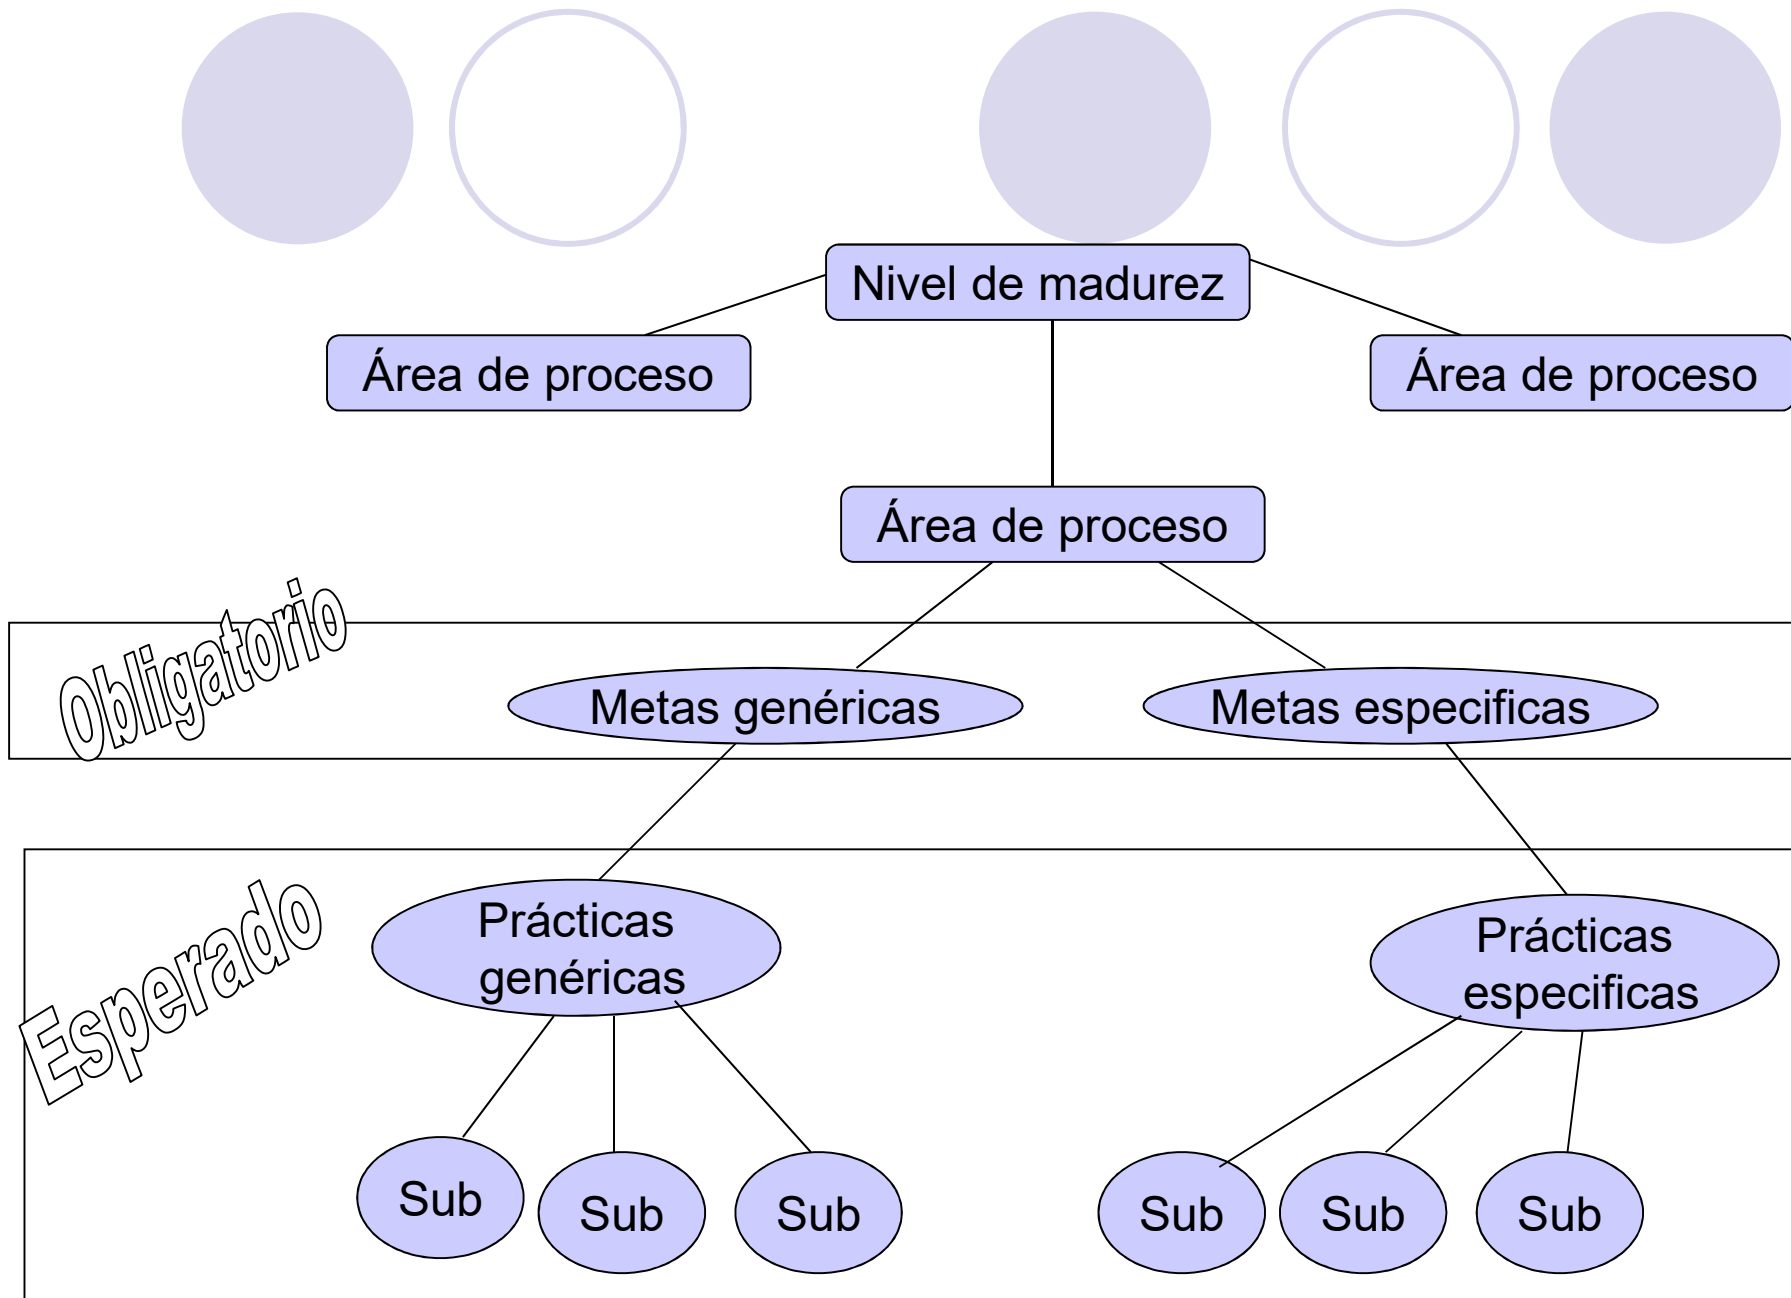 Nivel de madurez
Área de proceso
Área de proceso
Área de proceso
Obligatorio
Metas genéricas
Metas especificas
Esperado
Prácticas
genéricas
Prácticas
especificas
Sub
Sub
Sub
Sub
Sub
Sub